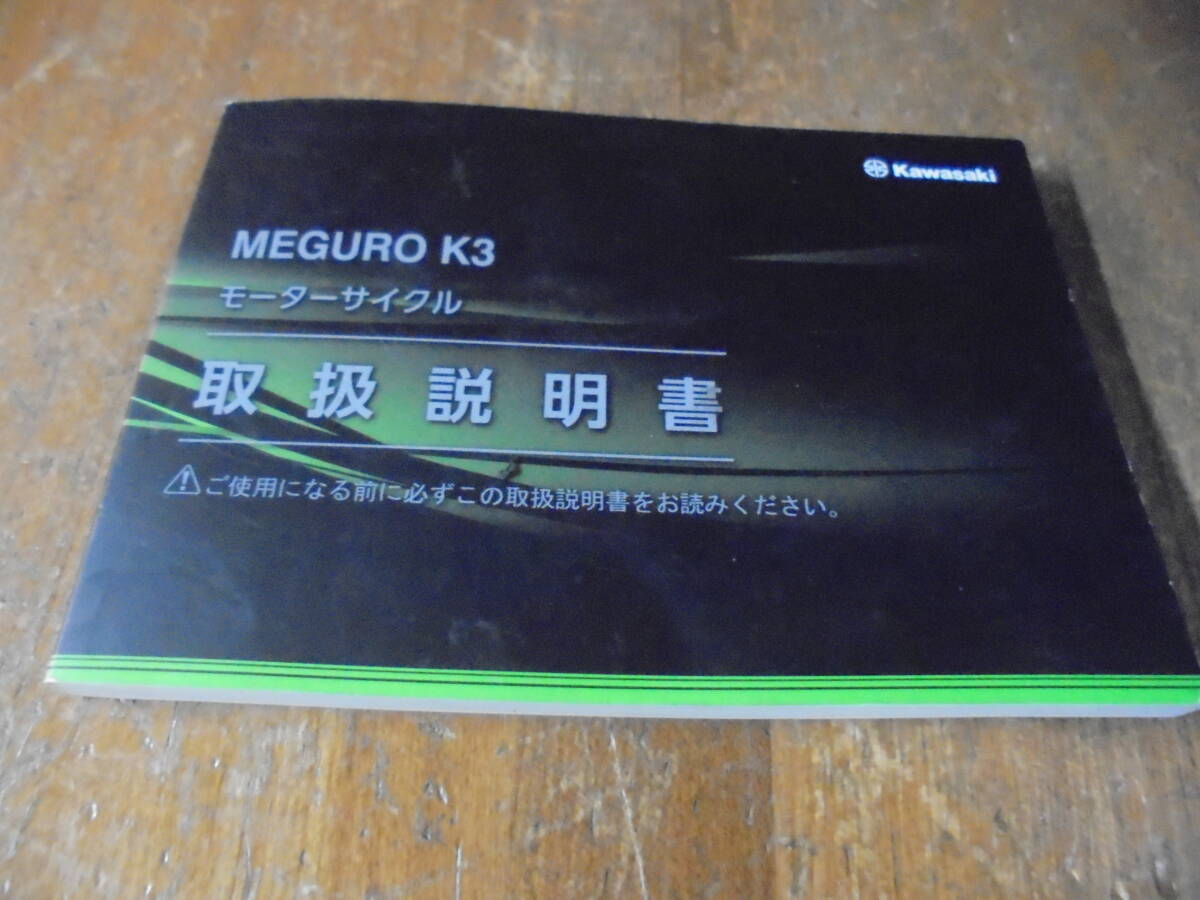 Kawasaki
MEGURO K3
モーターサイクル
取扱説明書
ご使用になる前に必ずこの取扱説明書をお読みください。